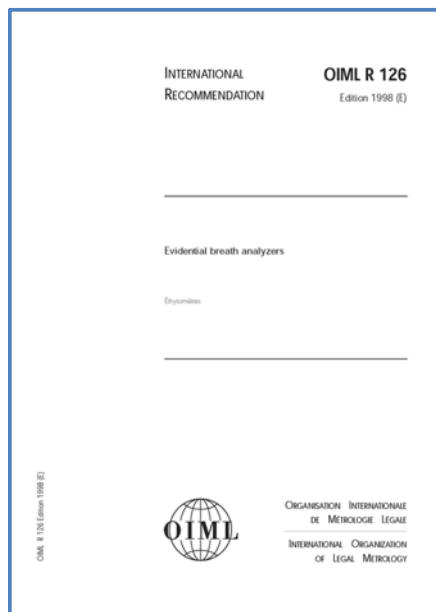 INTERNATIONAL
RECOMMENDATION
OIML R 126
Edition 1998 (E)
Evidential breath analyzers
Éthylomètres
OIML R 126 Edition 1998 (E)
OIML
ORGANISATION INTERNATIONALE
DE MÉTROLOGIE LÉGALE
INTERNATIONAL ORGANIZATION
OF LEGAL METROLOGY